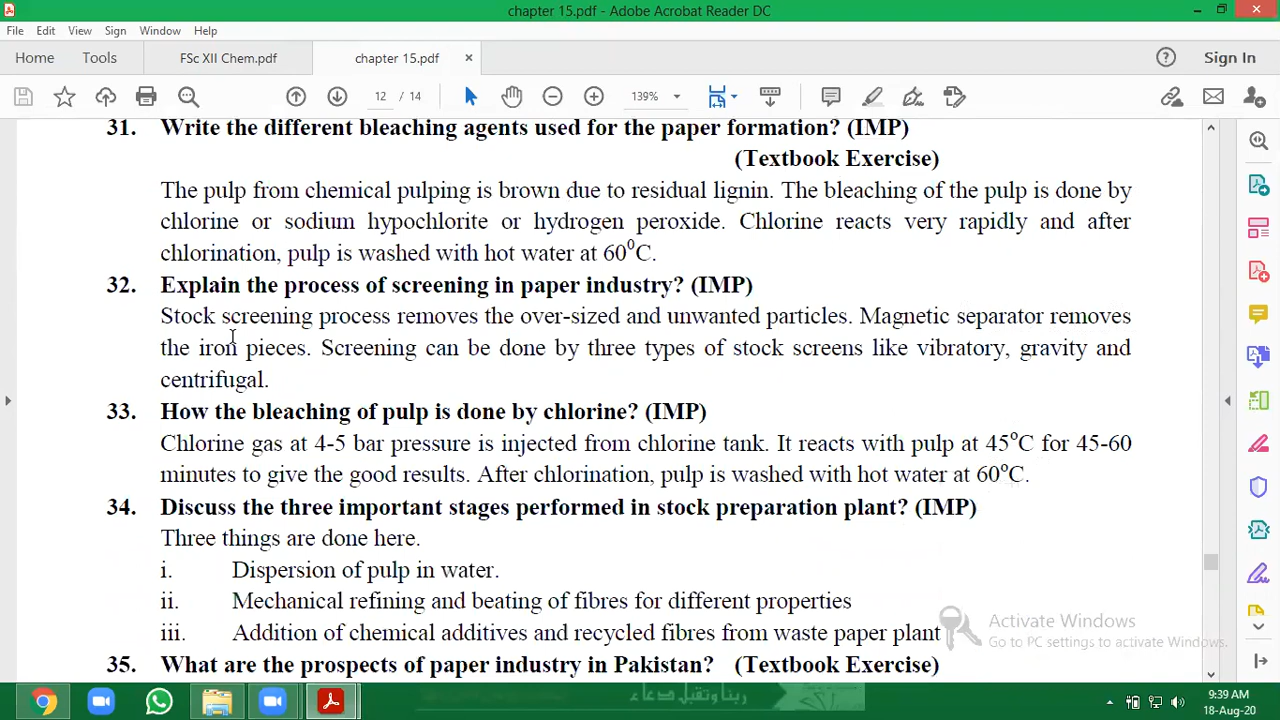 chapter 15.pdf - Adobe Acrobat Reader DC
File Edit View Sign Window Help
Home Tools FSc XII Chem.pdf chapter 15.pdf × Sign In
12 / 14 139%
31. Write the different bleaching agents used for the paper formation? (IMP)
(Textbook Exercise)
The pulp from chemical pulping is brown due to residual lignin. The bleaching of the pulp is done by
chlorine or sodium hypochlorite or hydrogen peroxide. Chlorine reacts very rapidly and after
chlorination, pulp is washed with hot water at 60⁰C.
32. Explain the process of screening in paper industry? (IMP)
Stock screening process removes the over-sized and unwanted particles. Magnetic separator removes
the iron pieces. Screening can be done by three types of stock screens like vibratory, gravity and
centrifugal.
33. How the bleaching of pulp is done by chlorine? (IMP)
Chlorine gas at 4-5 bar pressure is injected from chlorine tank. It reacts with pulp at 45ºC for 45-60
minutes to give the good results. After chlorination, pulp is washed with hot water at 60ºC.
34. Discuss the three important stages performed in stock preparation plant? (IMP)
Three things are done here.
i. Dispersion of pulp in water.
ii. Mechanical refining and beating of fibres for different properties
iii. Addition of chemical additives and recycled fibres from waste paper plant
Activate Windows
Go to PC settings to activate Windows.
35. What are the prospects of paper industry in Pakistan? (Textbook Exercise)
ربنا وتقبل دعاء
9:39 AM
18-Aug-20